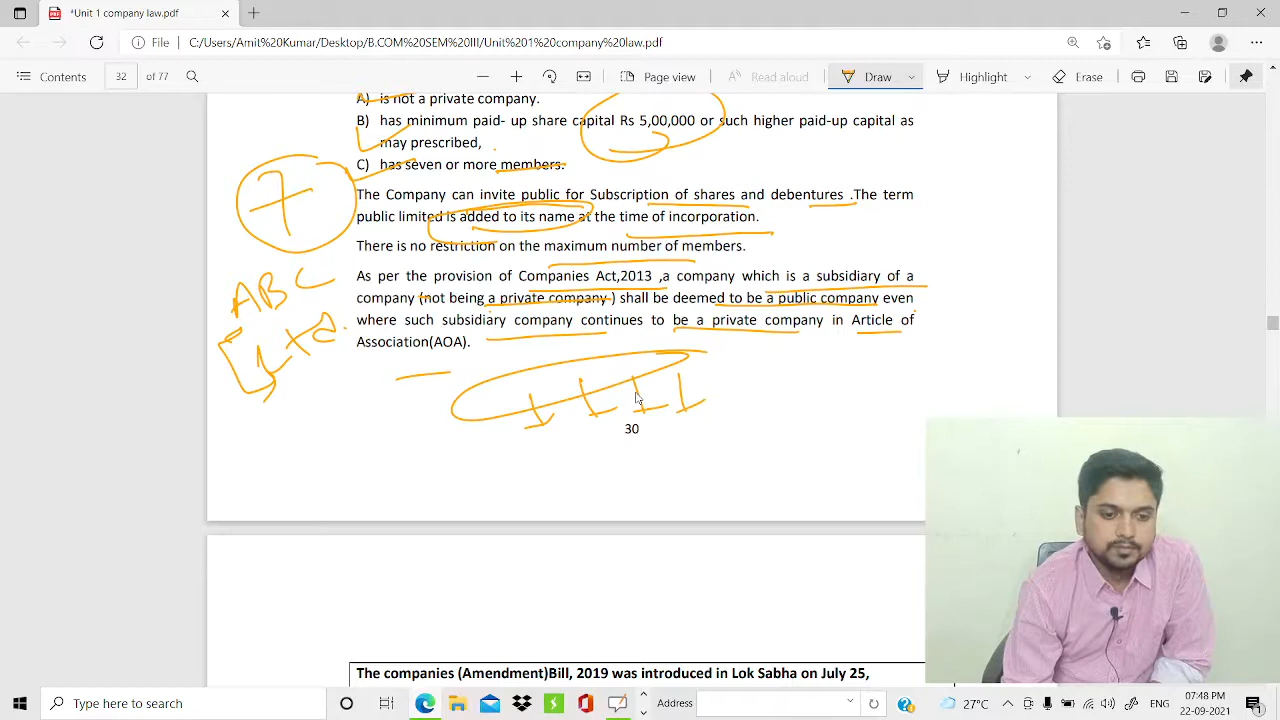 *Unit 1 company law.pdf
File
C:/Users/Amit%20Kumar/Desktop/B.COM%20SEM%20III/Unit%201%20company%20law.pdf
Contents
32
of 77
Page view
Read aloud
Draw
Highlight
Erase
A) is not a private company.
B) has minimum paid- up share capital Rs 5,00,000 or such higher paid-up capital as
may prescribed,
C) has seven or more members.
7
The Company can invite public for Subscription of shares and debentures .The term
public limited is added to its name at the time of incorporation.
There is no restriction on the maximum number of members.
As per the provision of Companies Act,2013 ,a company which is a subsidiary of a
company (not being a private company ) shall be deemed to be a public company even
where such subsidiary company continues to be a private company in Article of
Association(AOA).
ABC
Ltd.
30
The companies (Amendment)Bill, 2019 was introduced in Lok Sabha on July 25,
Type here to search
Address
27°C
ENG
07:48 PM
22-09-2021